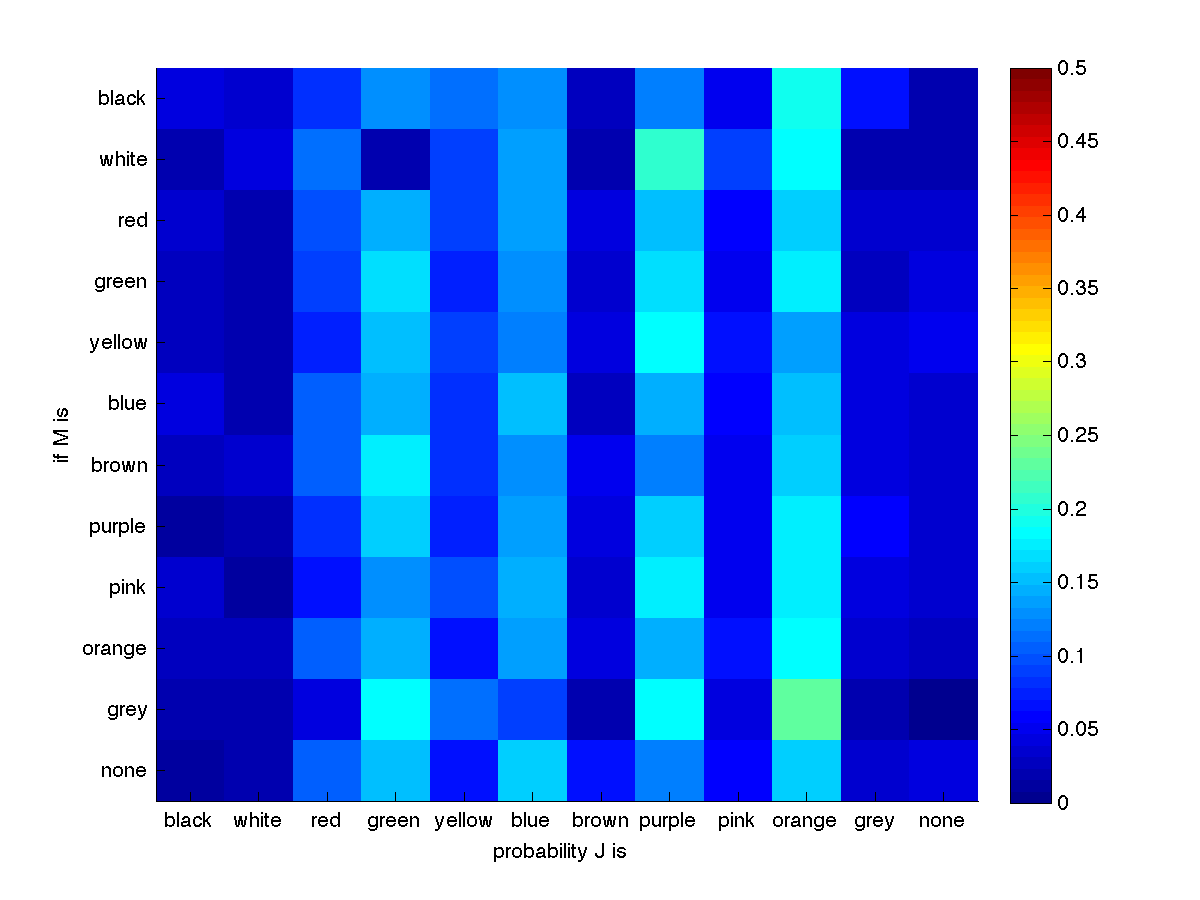 black
white
red
green
yellow
blue
brown
purple
pink
orange
grey
none
if M is
black white red green yellow blue brown purple pink orange grey none
probability J is
0.5
0.45
0.4
0.35
0.3
0.25
0.2
0.15
0.1
0.05
0